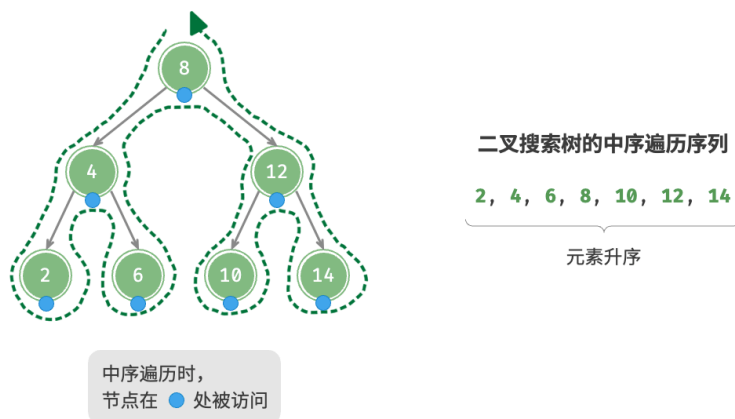 8
4
12
2
6
10
14
二叉搜索树的中序遍历序列
2, 4, 6, 8, 10, 12, 14
元素升序
中序遍历时，
节点在 处被访问